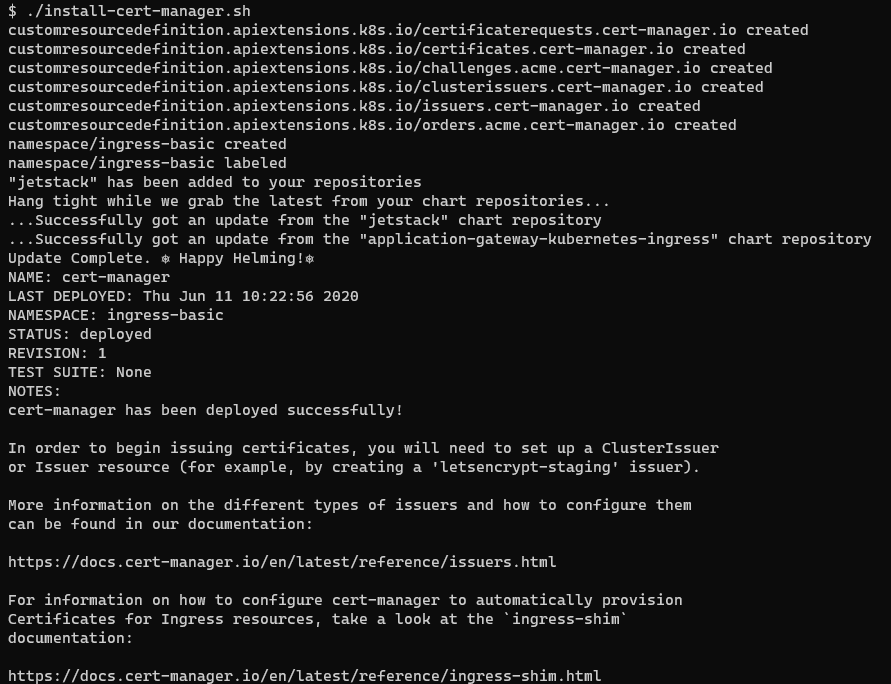 $ ./install-cert-manager.sh
customresourcedefinition.apiextensions.k8s.io/certificaterequests.cert-manager.io created
customresourcedefinition.apiextensions.k8s.io/certificates.cert-manager.io created
customresourcedefinition.apiextensions.k8s.io/challenges.acme.cert-manager.io created
customresourcedefinition.apiextensions.k8s.io/clusterissuers.cert-manager.io created
customresourcedefinition.apiextensions.k8s.io/issuers.cert-manager.io created
customresourcedefinition.apiextensions.k8s.io/orders.acme.cert-manager.io created
namespace/ingress-basic created
namespace/ingress-basic labeled
"jetstack" has been added to your repositories
Hang tight while we grab the latest from your chart repositories...
...Successfully got an update from the "jetstack" chart repository
...Successfully got an update from the "application-gateway-kubernetes-ingress" chart repository
Update Complete. ⎈ Happy Helming!⎈
NAME: cert-manager
LAST DEPLOYED: Thu Jun 11 10:22:56 2020
NAMESPACE: ingress-basic
STATUS: deployed
REVISION: 1
TEST SUITE: None
NOTES:
cert-manager has been deployed successfully!

In order to begin issuing certificates, you will need to set up a ClusterIssuer
or Issuer resource (for example, by creating a 'letsencrypt-staging' issuer).

More information on the different types of issuers and how to configure them
can be found in our documentation:

https://docs.cert-manager.io/en/latest/reference/issuers.html

For information on how to configure cert-manager to automatically provision
Certificates for Ingress resources, take a look at the `ingress-shim`
documentation:

https://docs.cert-manager.io/en/latest/reference/ingress-shim.html